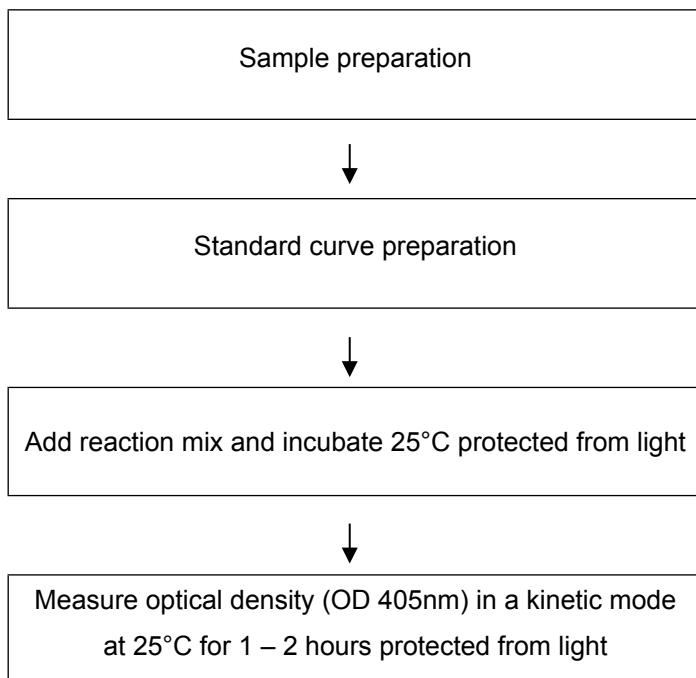 Sample preparation
Standard curve preparation
Add reaction mix and incubate 25°C protected from light
Measure optical density (OD 405nm) in a kinetic mode
at 25°C for 1 – 2 hours protected from light